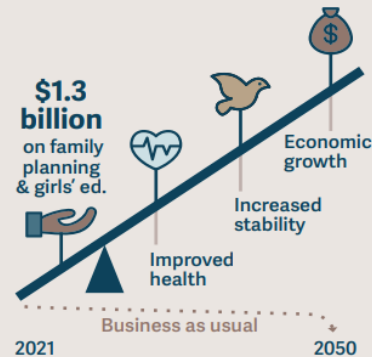 $
$1.3
billion
on family
planning
& girls' ed.
Economic
growth
Increased
stability
Improved
health
Business as usual
2021
2050